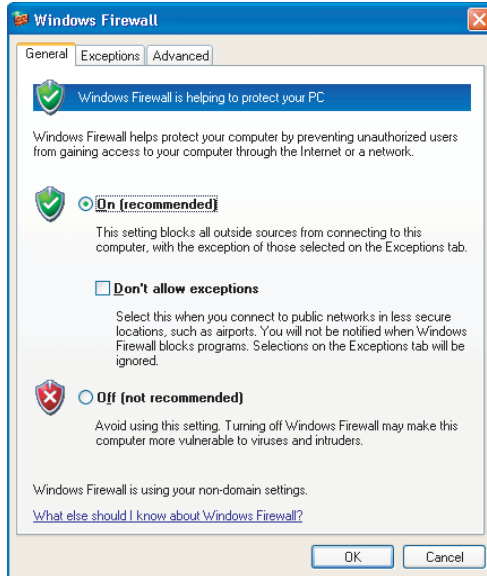 Windows Firewall
General Exceptions Advanced
Windows Firewall is helping to protect your PC
Windows Firewall helps protect your computer by preventing unauthorized users
from gaining access to your computer through the Internet or a network.
On (recommended)
This setting blocks all outside sources from connecting to this
computer, with the exception of those selected on the Exceptions tab.
Don't allow exceptions
Select this when you connect to public networks in less secure
locations, such as airports. You will not be notified when Windows
Firewall blocks programs. Selections on the Exceptions tab will be
ignored.
Off (not recommended)
Avoid using this setting. Turning off Windows Firewall may make this
computer more vulnerable to viruses and intruders.
Windows Firewall is using your non-domain settings.
What else should I know about Windows Firewall?
OK Cancel